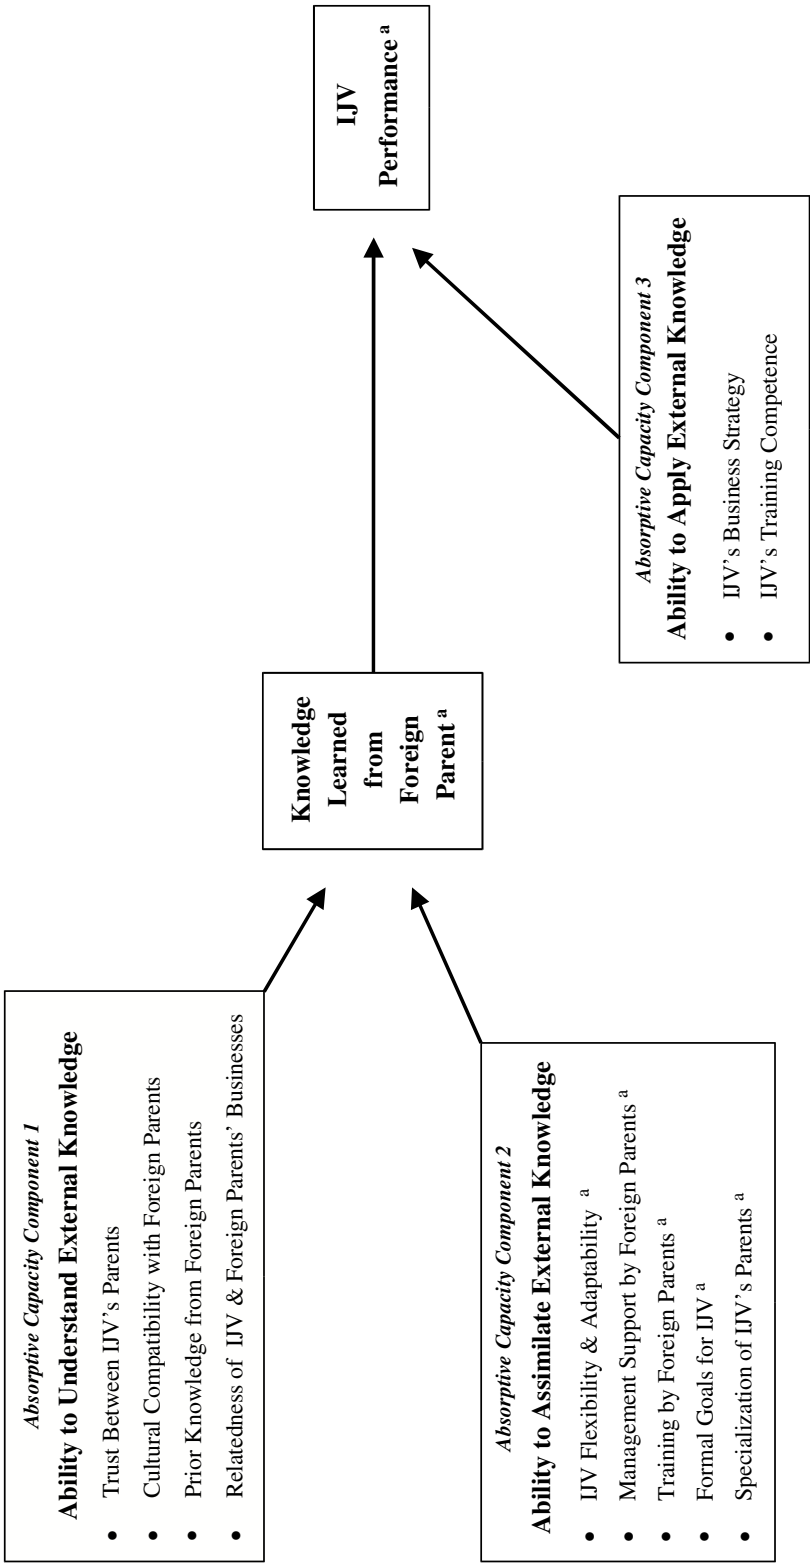 Absorptive Capacity Component 1
Ability to Understand External Knowledge
• Trust Between IJV's Parents
• Cultural Compatibility with Foreign Parents
• Prior Knowledge from Foreign Parents
• Relatedness of IJV & Foreign Parents' Businesses
Absorptive Capacity Component 2
Ability to Assimilate External Knowledge
• IJV Flexibility & Adaptability a
• Management Support by Foreign Parents a
• Training by Foreign Parents a
• Formal Goals for IJV a
• Specialization of IJV's Parents a
Knowledge
Learned
from
Foreign
Parent a
Absorptive Capacity Component 3
Ability to Apply External Knowledge
• IJV's Business Strategy
• IJV's Training Competence
IJV
Performance a